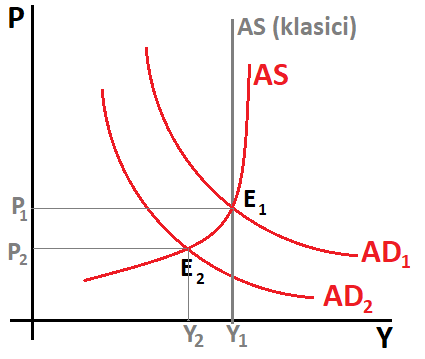 P
AS (klasici)
AS
E1
P1
P2
E2
AD1
AD2
Y2
Y1
Y